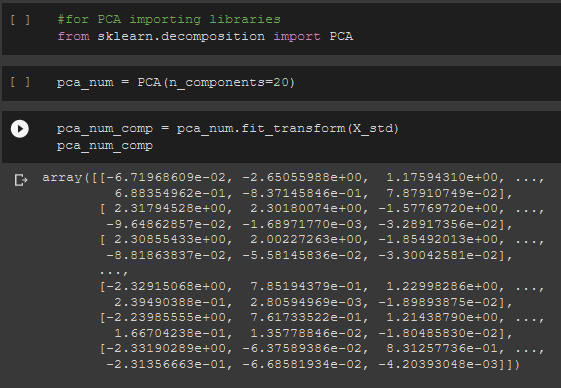 [ ] #for PCA importing libraries
from sklearn.decomposition import PCA
[ ] pca_num = PCA(n_components=20)
pca_num_comp = pca_num.fit_transform(X_std)
pca_num_comp
array([[-6.71968609e-02, -2.65055988e+00, 1.17594310e+00, ...,
6.88354962e-01, -8.37145846e-01, 7.87910749e-02],
[ 2.31794528e+00, 2.30180074e+00, -1.57769720e+00, ...,
-9.64862857e-02, -1.68971770e-03, -3.28917356e-02],
[ 2.30855433e+00, 2.00227263e+00, -1.85492013e+00, ...,
-8.81863837e-02, -5.58145836e-02, -3.30042581e-02],
...,
[-2.32915068e+00, 7.85194379e-01, 1.22998286e+00, ...,
2.39490388e-01, 2.80594969e-03, -1.89893875e-02],
[-2.23985555e+00, 7.61733522e-01, 1.21438790e+00, ...,
1.66704238e-01, 1.35778846e-02, -1.80485830e-02],
[-2.33190289e+00, -6.37589386e-02, 8.31257736e-01, ...,
-2.31356663e-01, -6.68581934e-02, -4.20393048e-03]])